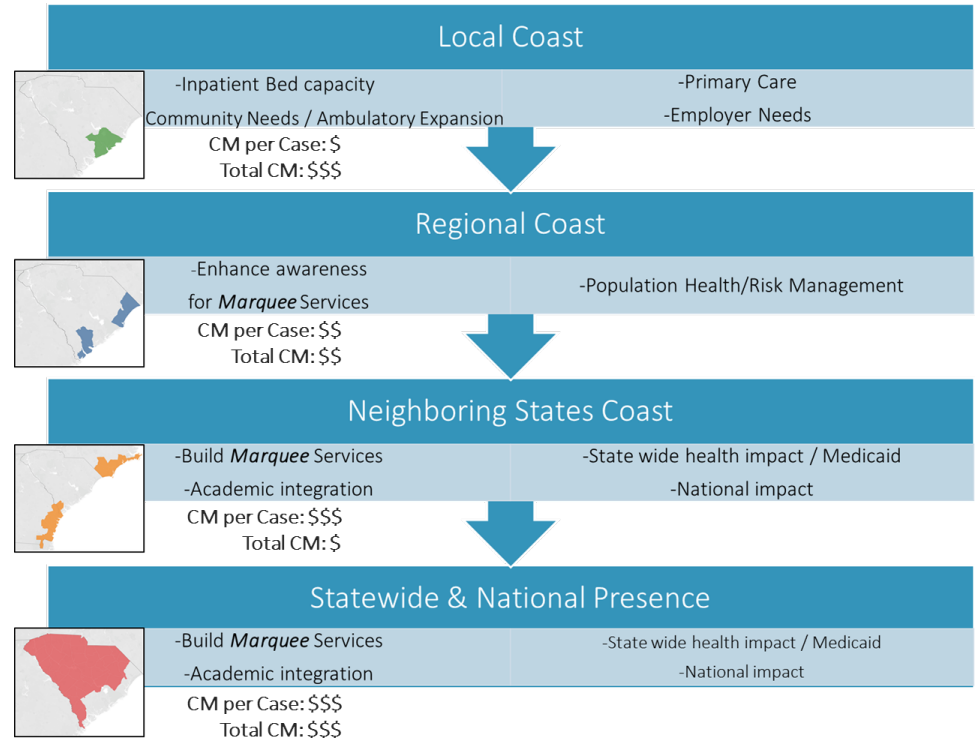 Local Coast
-Inpatient Bed capacity
Community Needs / Ambulatory Expansion
-Primary Care
-Employer Needs
CM per Case: $
Total CM: $$$
Regional Coast
-Enhance awareness
for Marquee Services
-Population Health/Risk Management
CM per Case: $$
Total CM: $$
Neighboring States Coast
-Build Marquee Services
-Academic integration
-State wide health impact / Medicaid
-National impact
CM per Case: $$$
Total CM: $
Statewide & National Presence
-Build Marquee Services
-Academic integration
-State wide health impact / Medicaid
-National impact
CM per Case: $$$
Total CM: $$$